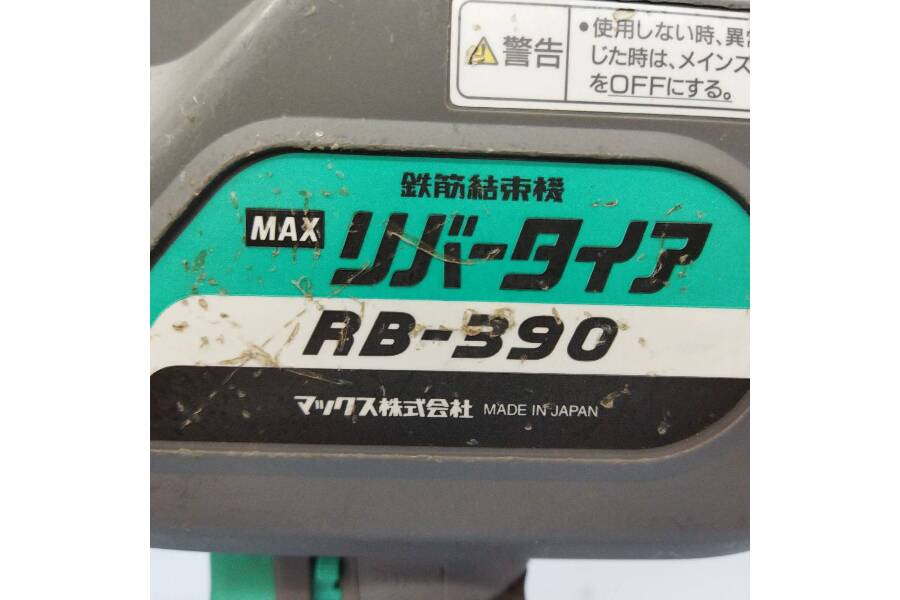 警告
●使用しない時、異常
じた時は、メインス
をOFFにする。
鉄筋結束機
MAX リバータイア
RB-390
マックス株式会社 MADE IN JAPAN